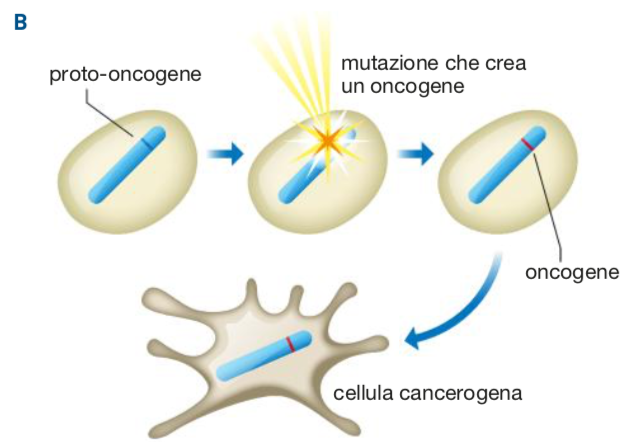 B
proto-oncogene
mutazione che crea
un oncogene
oncogene
cellula cancerogena